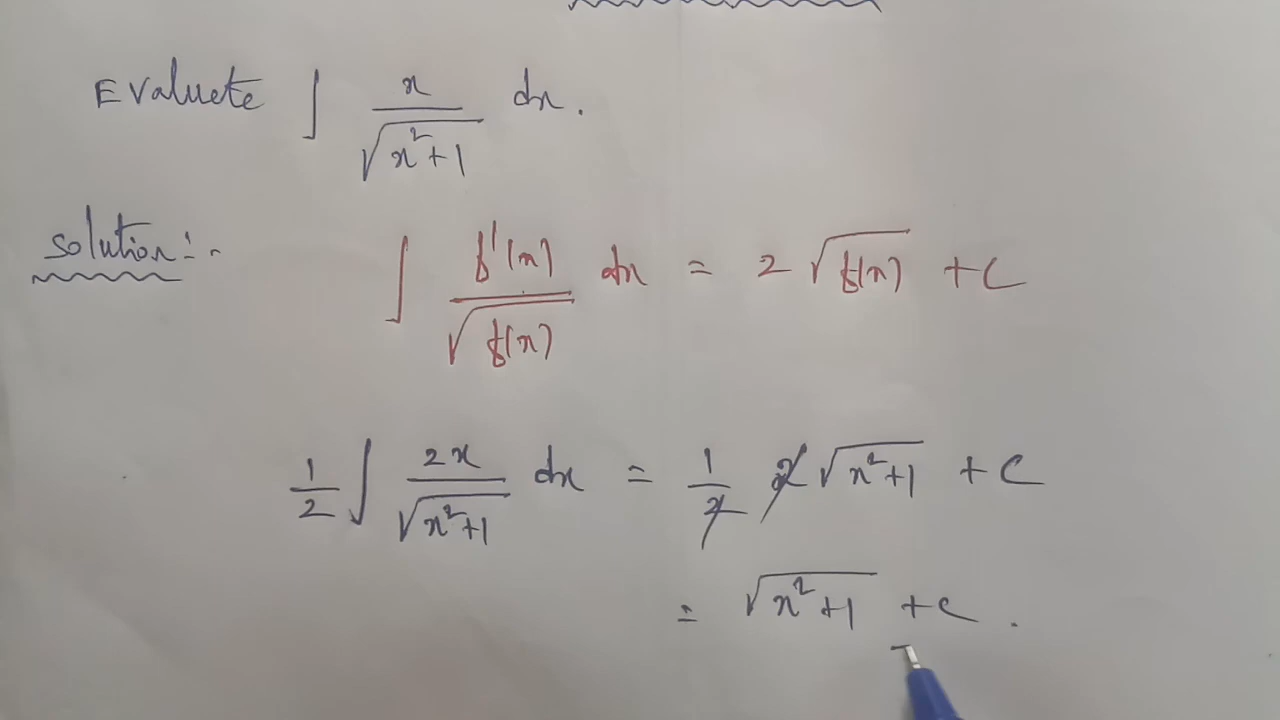 Evaluete ∫ x/√(x²+1) dx.
Solution:-
∫ f'(x)/√f(x) dx = 2√f(x) + C
1/2 ∫ 2x/√(x²+1) dx = 1/2 2√(x²+1) + C
= √(x²+1) + C.